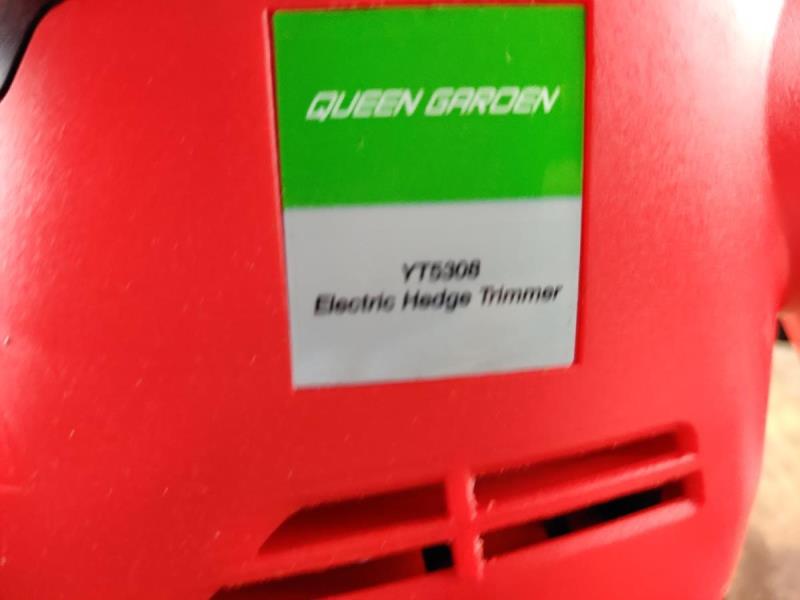 QUEEN GARDEN
YT5308
Electric Hedge Trimmer